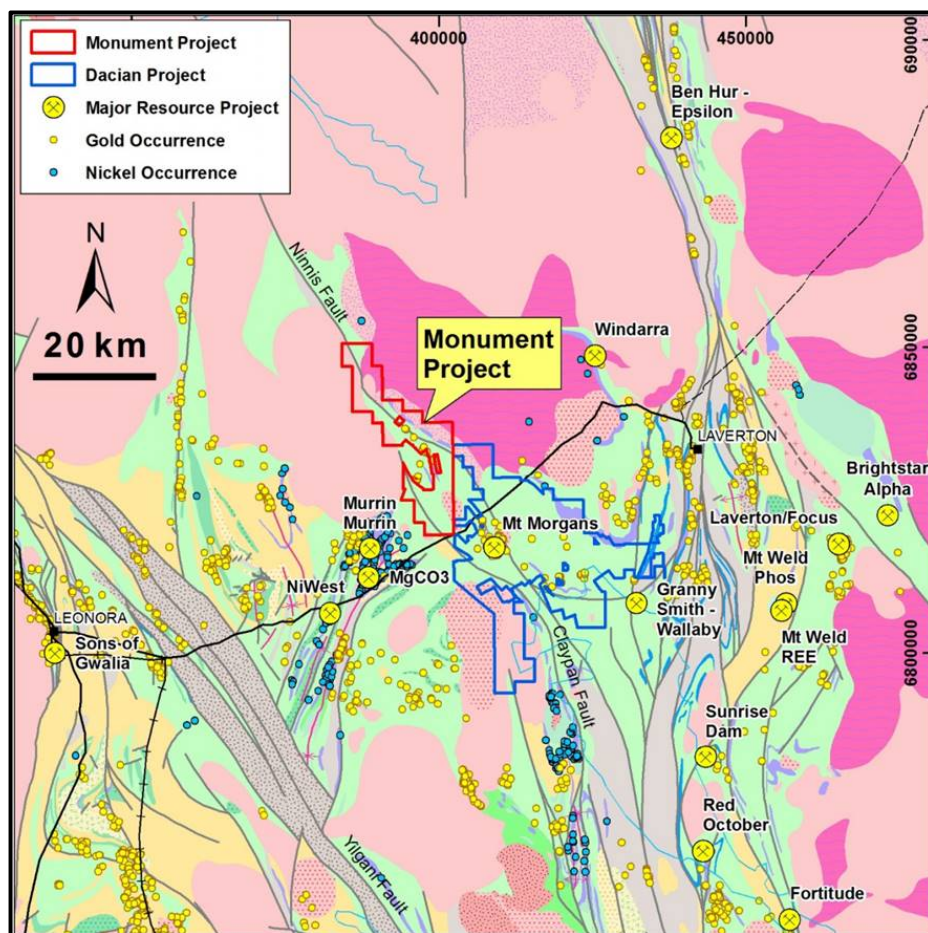 400000
450000
690000
Monument Project
Dacian Project
Major Resource Project
Gold Occurrence
Nickel Occurrence
Ben Hur -
Epsilon
N
20 km
Ninnis Fault
Monument
Project
Windarra
6850000
LAVERTON
Brightstar
Alpha
Murrin
Murrin
Mt Morgans
Laverton/Focus
MgCO3
NiWest
Mt Weld
Phos
Granny
Smith -
Wallaby
LEONORA
Sons of
Gwalia
Mt Weld
REE
Claypan Fault
6800000
Sunrise
Dam
Red
October
Yilgani Fault
Fortitude